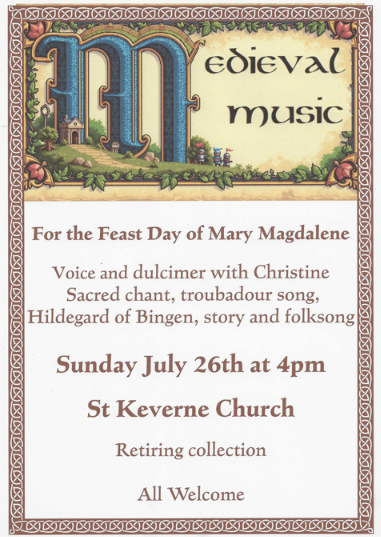 Medieval
music
For the Feast Day of Mary Magdalene
Voice and dulcimer with Christine
Sacred chant, troubadour song,
Hildegard of Bingen, story and folksong
Sunday July 26th at 4pm
St Keverne Church
Retiring collection
All Welcome